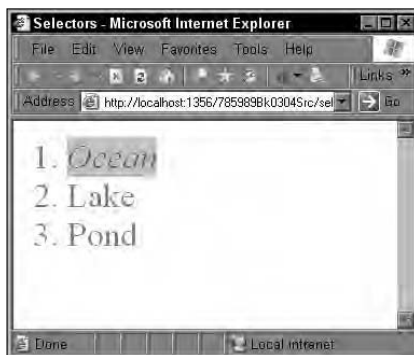 Selectors - Microsoft Internet Explorer
File Edit View Favorites Tools Help
Links »
Address http://localhost:1356/785989Bk0304Src/sel Go
1. Ocean
2. Lake
3. Pond
Done Local intranet